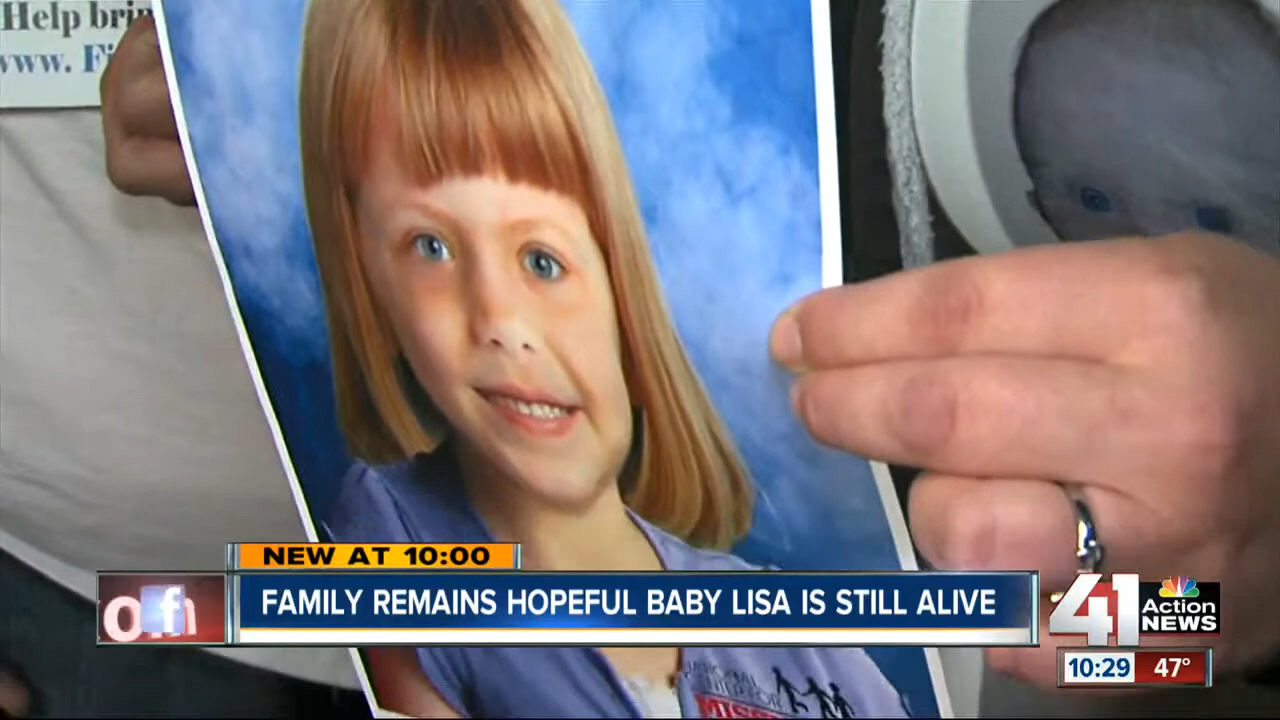 Help brin
www. Fi
NEW AT 10:00
FAMILY REMAINS HOPEFUL BABY LISA IS STILL ALIVE
41 Action NEWS
10:29 47°